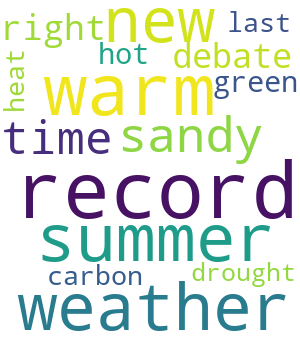 right new last
hot debate
heat warm green
time sandy
record
summer
carbon drought
weather